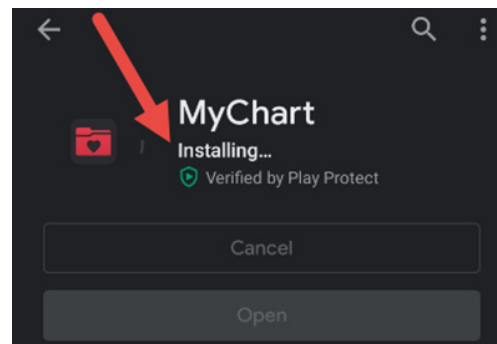 MyChart
Installing...
Verified by Play Protect
Cancel
Open